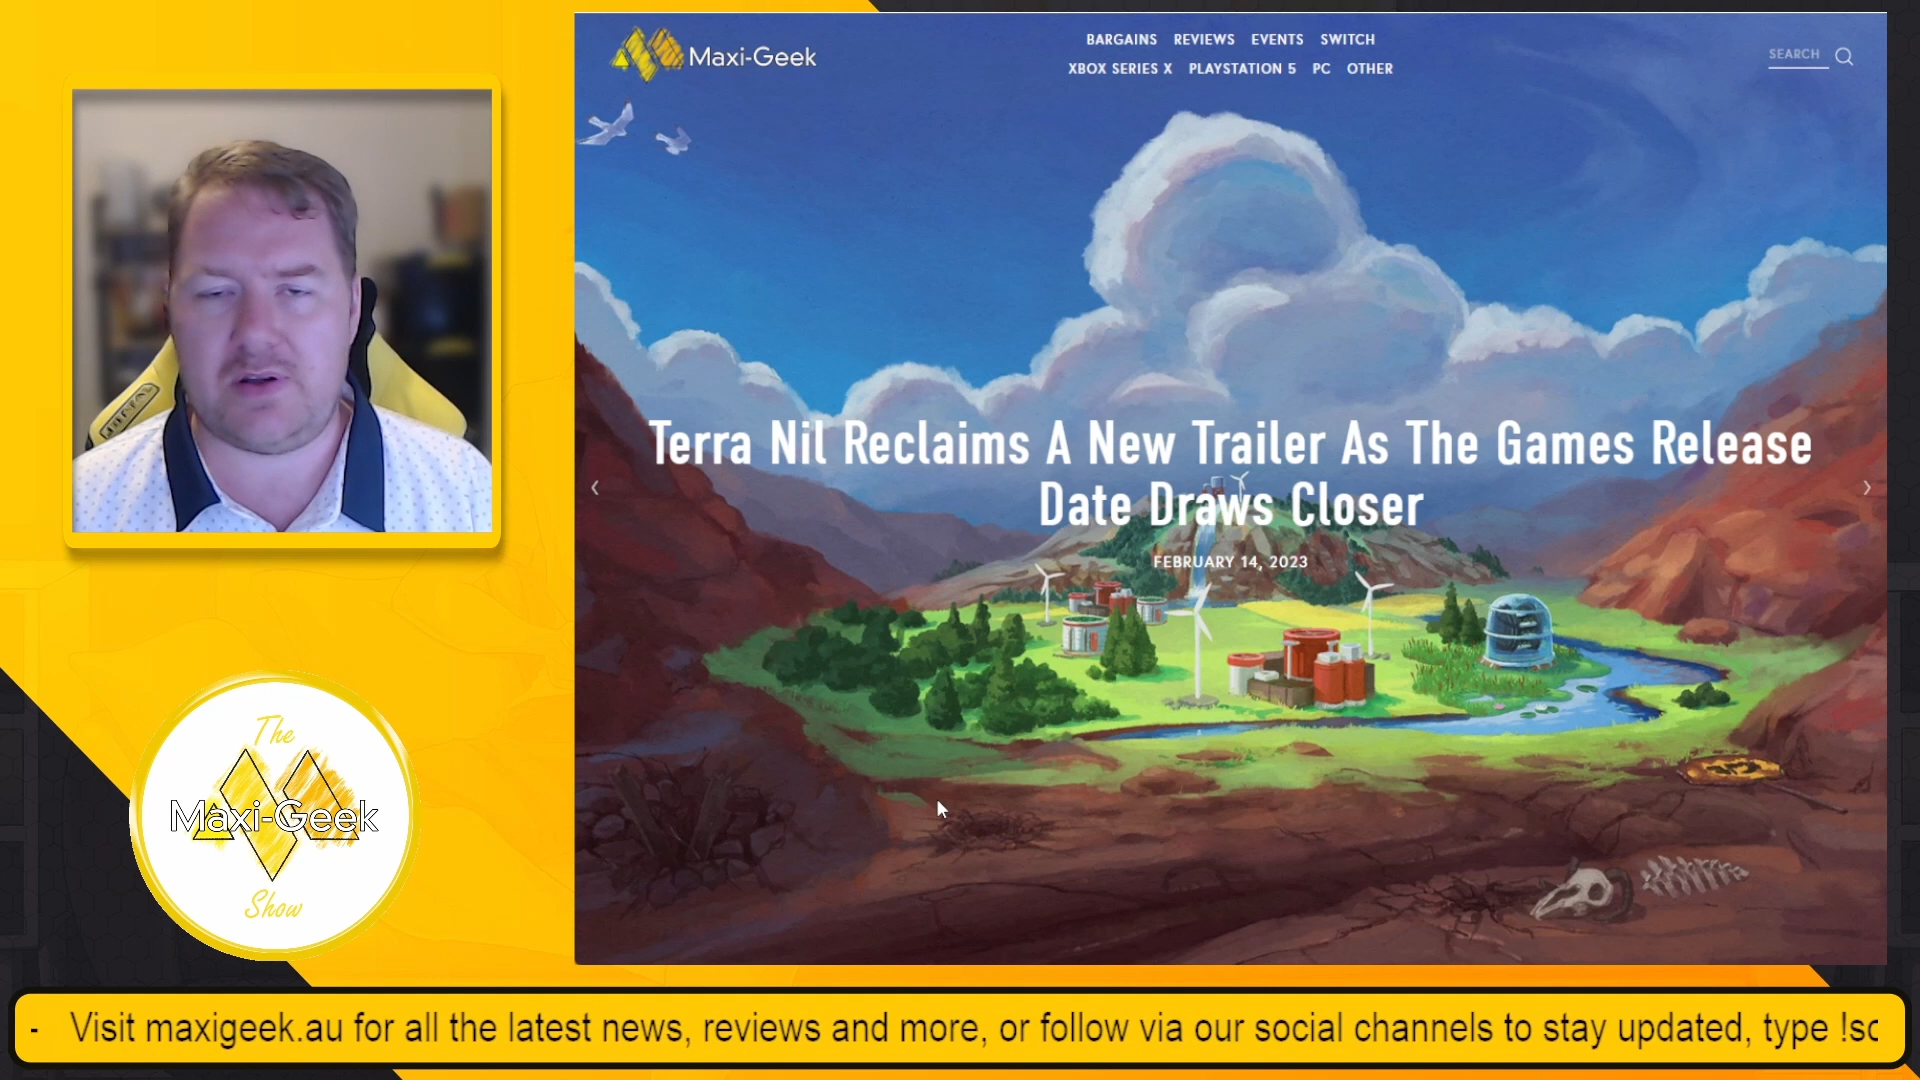 Maxi-Geek
BARGAINS REVIEWS EVENTS SWITCH
XBOX SERIES X PLAYSTATION 5 PC OTHER
SEARCH
Terra Nil Reclaims A New Trailer As The Games Release
Date Draws Closer
FEBRUARY 14, 2023
The
Maxi-Geek
Show
- Visit maxigeek.au for all the latest news, reviews and more, or follow via our social channels to stay updated, type !sc